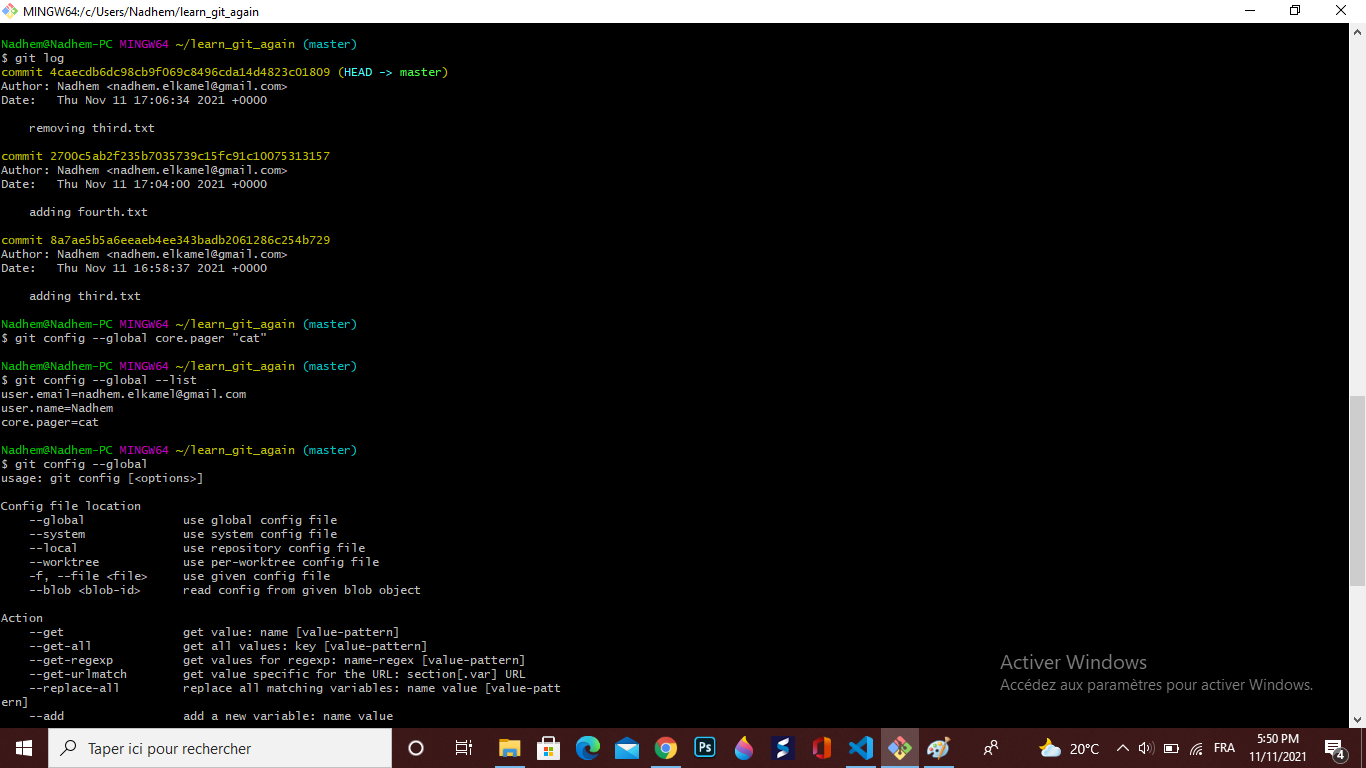 MINGW64:/c/Users/Nadhem/learn_git_again
Nadhem@Nadhem-PC MINGW64 ~/learn_git_again (master)
$ git log
commit 4caecdb6dc98cb9f069c8496cda14d4823c01809 (HEAD -> master)
Author: Nadhem <nadhem.elkamel@gmail.com>
Date:   Thu Nov 11 17:06:34 2021 +0000
    removing third.txt
commit 2700c5ab2f235b7035739c15fc91c10075313157
Author: Nadhem <nadhem.elkamel@gmail.com>
Date:   Thu Nov 11 17:04:00 2021 +0000
    adding fourth.txt
commit 8a7ae5b5a6eeaeb4ee343badb2061286c254b729
Author: Nadhem <nadhem.elkamel@gmail.com>
Date:   Thu Nov 11 16:58:37 2021 +0000
    adding third.txt
Nadhem@Nadhem-PC MINGW64 ~/learn_git_again (master)
$ git config --global core.pager "cat"
Nadhem@Nadhem-PC MINGW64 ~/learn_git_again (master)
$ git config --global --list
user.email=nadhem.elkamel@gmail.com
user.name=Nadhem
core.pager=cat
Nadhem@Nadhem-PC MINGW64 ~/learn_git_again (master)
$ git config --global
usage: git config [<options>]
Config file location
    --global              use global config file
    --system              use system config file
    --local               use repository config file
    --worktree            use per-worktree config file
    -f, --file <file>     use given config file
    --blob <blob-id>      read config from given blob object
Action
    --get                 get value: name [value-pattern]
    --get-all             get all values: key [value-pattern]
    --get-regexp          get values for regexp: name-regex [value-pattern]
    --get-urlmatch        get value specific for the URL: section[.var] URL
    --replace-all         replace all matching variables: name value [value-patt
ern]
    --add                 add a new variable: name value
Activer Windows
Accédez aux paramètres pour activer Windows.
Taper ici pour rechercher
Ps
20°C
FRA
5:50 PM
11/11/2021
4